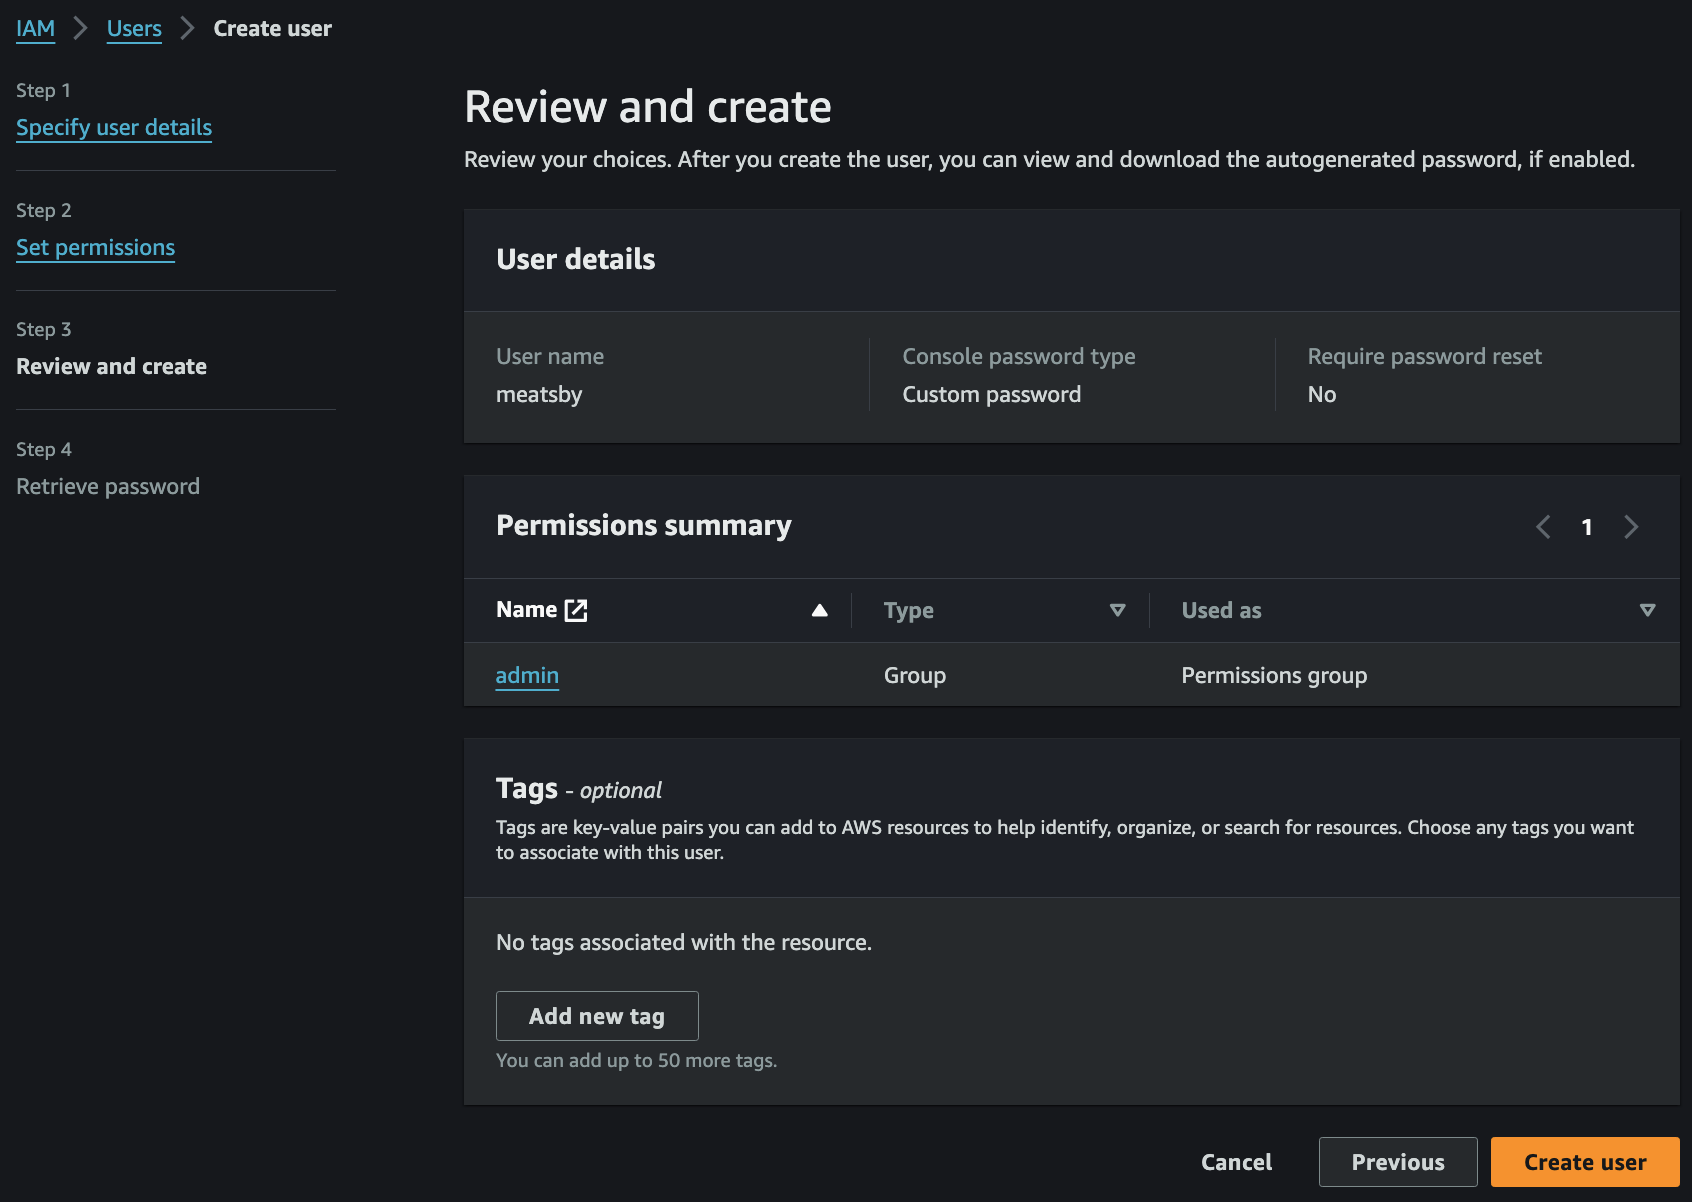 IAM > Users > Create user
Step 1
Specify user details
Step 2
Set permissions
Step 3
Review and create
Step 4
Retrieve password
Review and create
Review your choices. After you create the user, you can view and download the autogenerated password, if enabled.
User details
User name
meatsby
Console password type
Custom password
Require password reset
No
Permissions summary
1
Name Type Used as
admin Group Permissions group
Tags - optional
Tags are key-value pairs you can add to AWS resources to help identify, organize, or search for resources. Choose any tags you want
to associate with this user.
No tags associated with the resource.
Add new tag
You can add up to 50 more tags.
Cancel Previous Create user